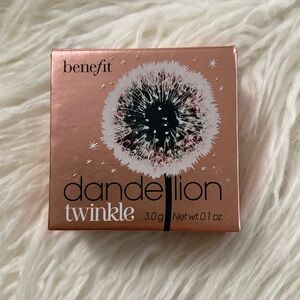 benefit
dandelion
twinkle
3.0 g Net wt. 0.1 oz.